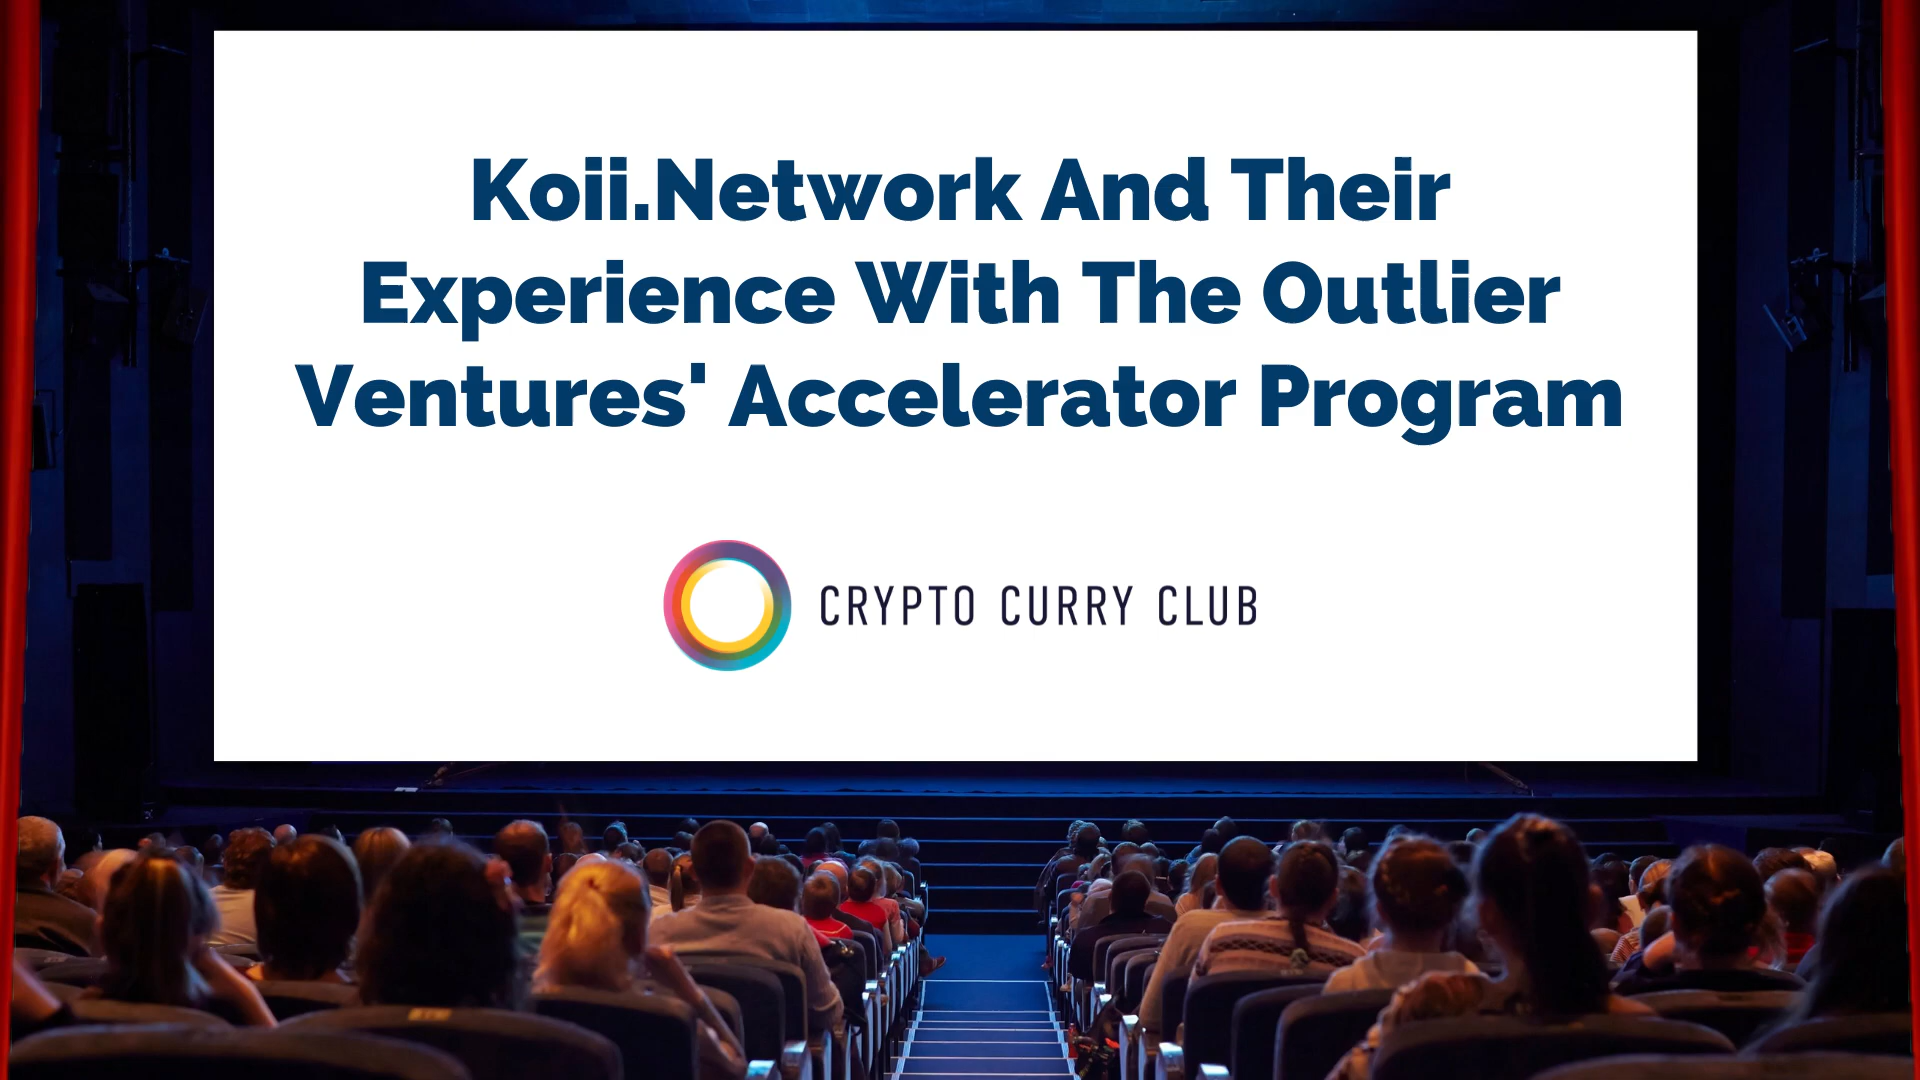 Koii.Network And Their
Experience With The Outlier
Ventures' Accelerator Program
CRYPTO CURRY CLUB